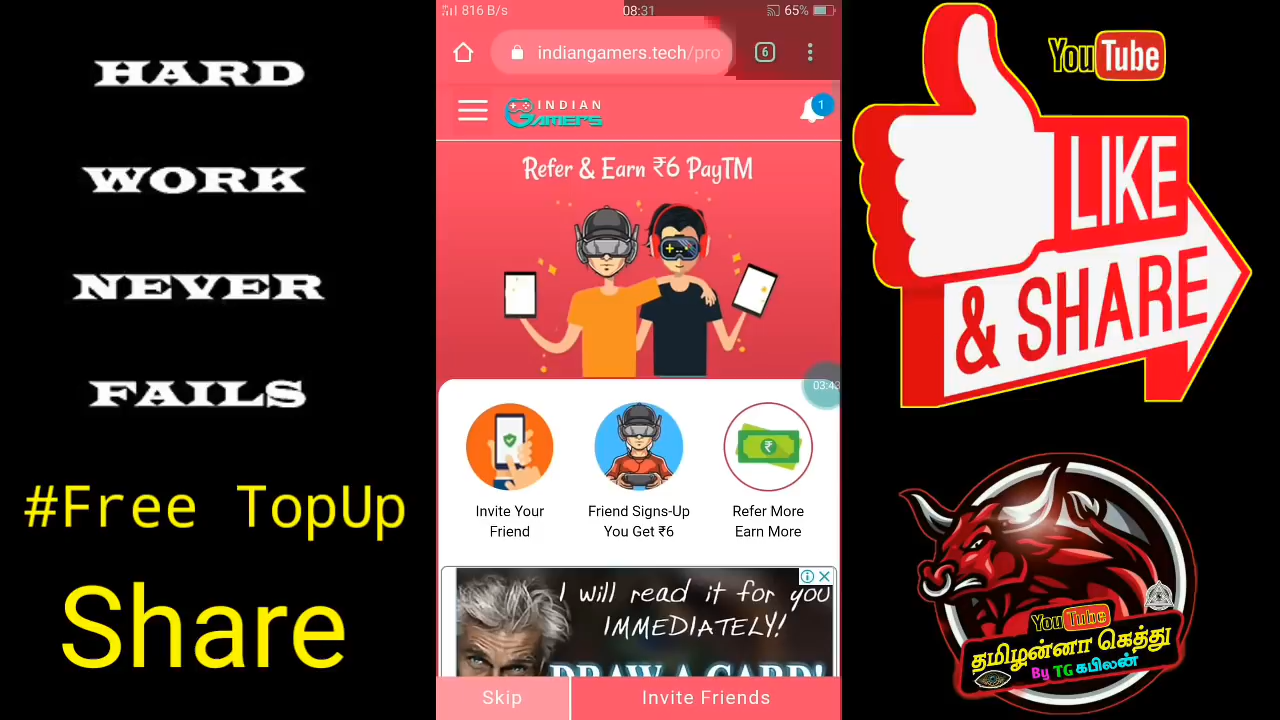 HARD
WORK
NEVER
FAILS
#Free TopUp
Share
816 B/s
08:31
65%
indiangamers.tech/pro
6
INDIAN
GAMERS
1
Refer & Earn ₹6 PayTM
03:43
Invite Your
Friend
Friend Signs-Up
You Get ₹6
Refer More
Earn More
I will read it for you
IMMEDIATELY!
DRAW A CARD!
Skip
Invite Friends
YouTube
LIKE
& SHARE
YouTube
தமிழன்னா கெத்து
By TG கபிலன்